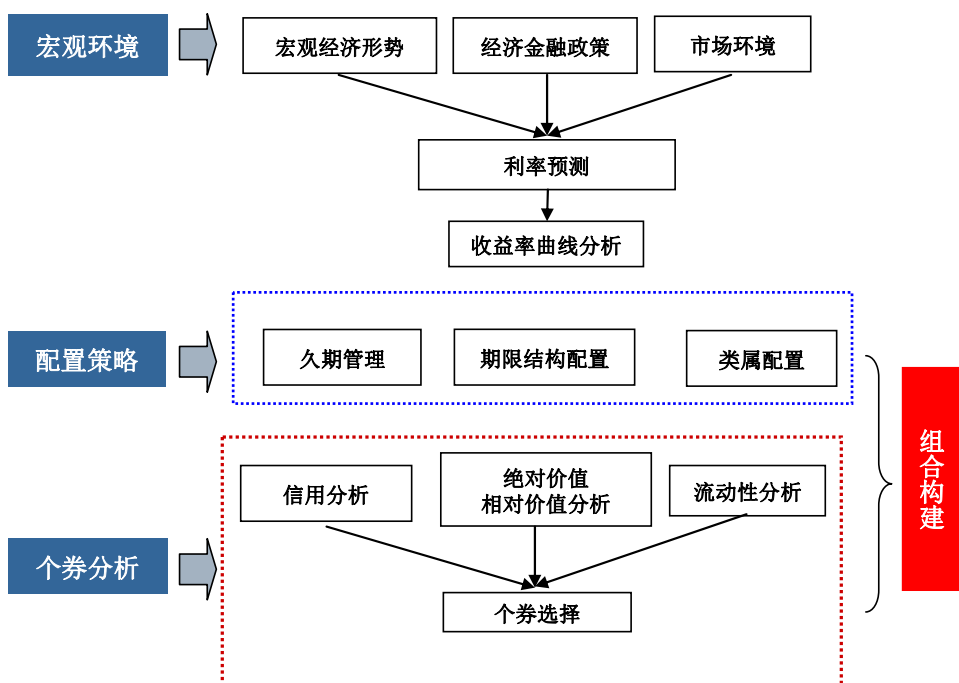 宏观环境
宏观经济形势
经济金融政策
市场环境
利率预测
收益率曲线分析
配置策略
久期管理
期限结构配置
类属配置
个券分析
信用分析
绝对价值
相对价值分析
流动性分析
个券选择
组合构建